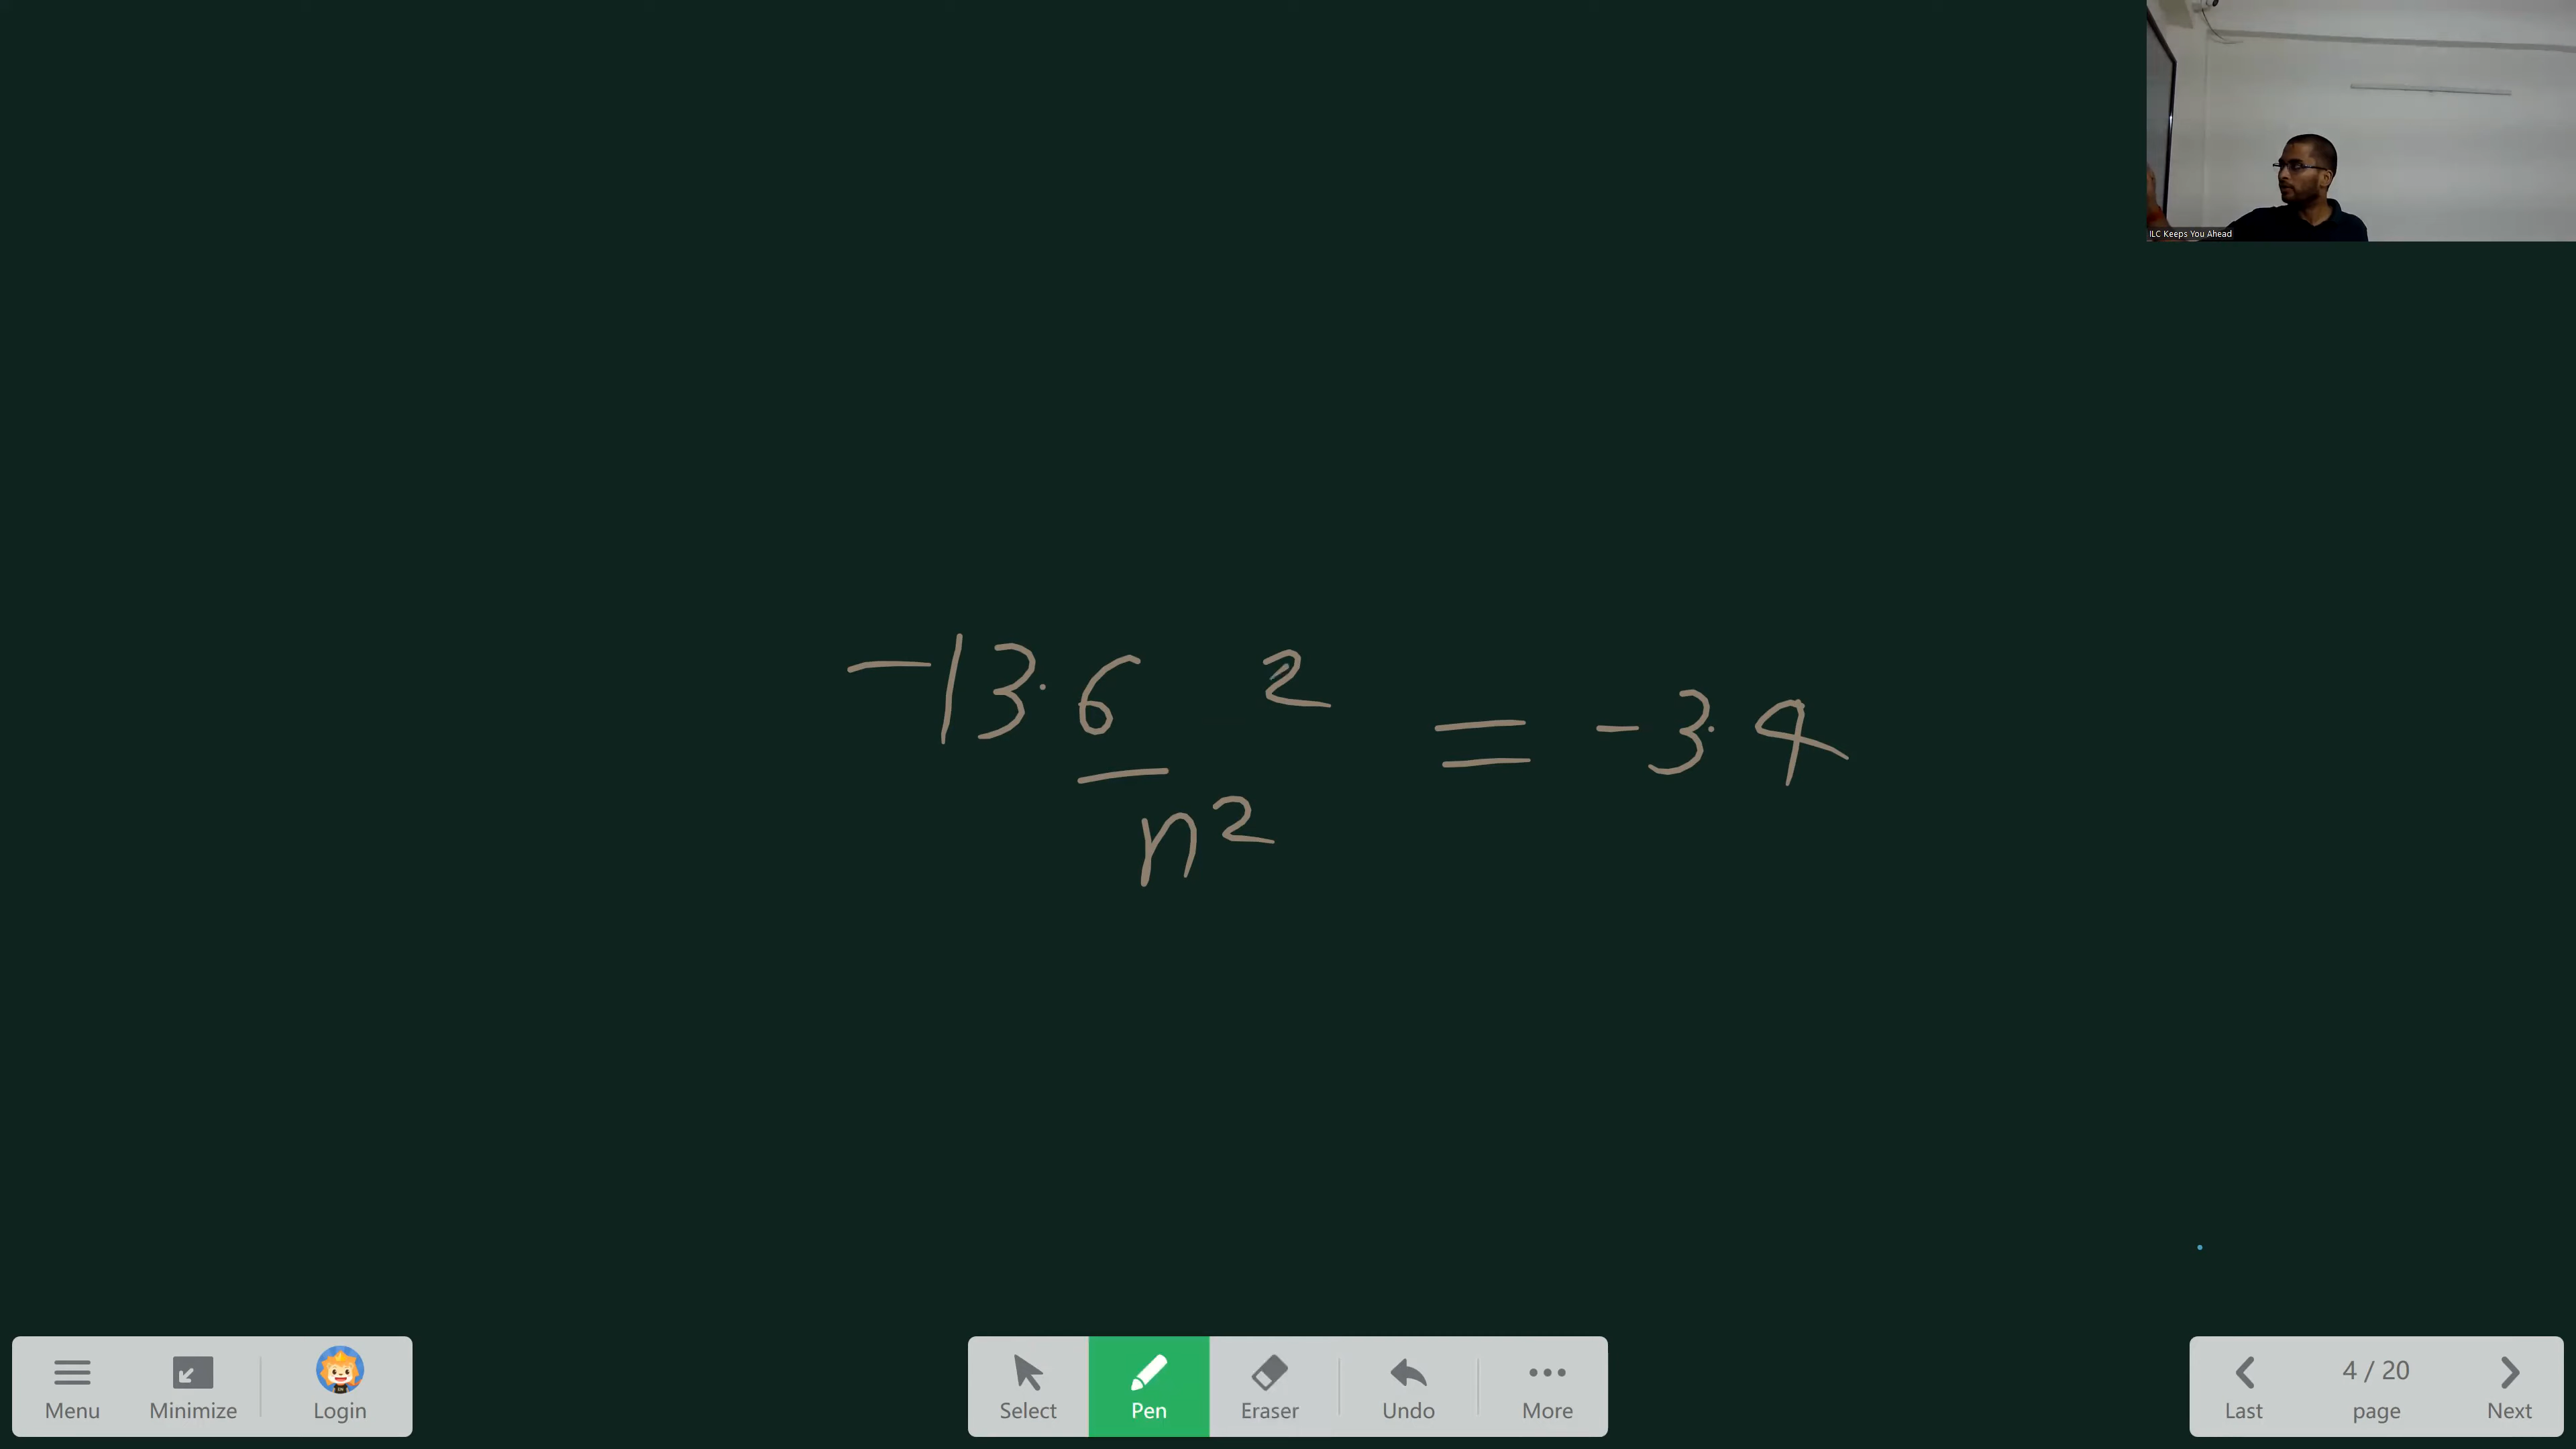 ILC Keeps You Ahead
-13.6 2 = -3.4
n²
Menu Minimize Login Select Pen Eraser Undo More Last 4 / 20 page Next